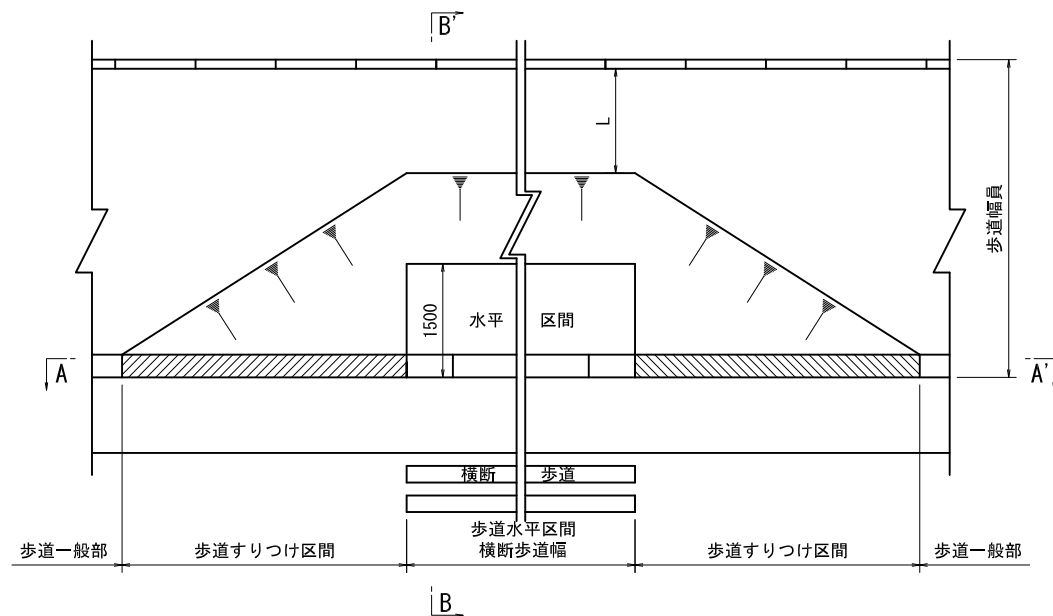 B'
L
歩道幅員
1500
水平 区間
A
A'
横断 歩道
歩道水平区間
歩道一般部
歩道すりつけ区間
横断歩道幅
歩道すりつけ区間
歩道一般部
B